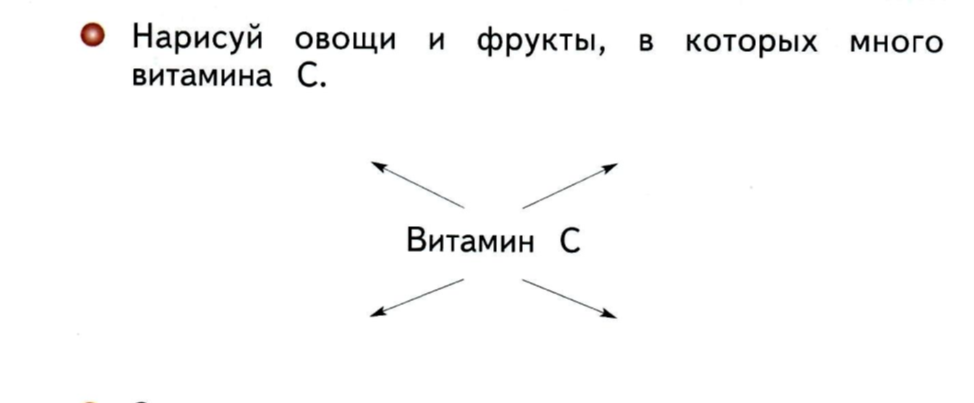 Нарисуй овощи и фрукты, в которых много
витамина С.
Витамин С